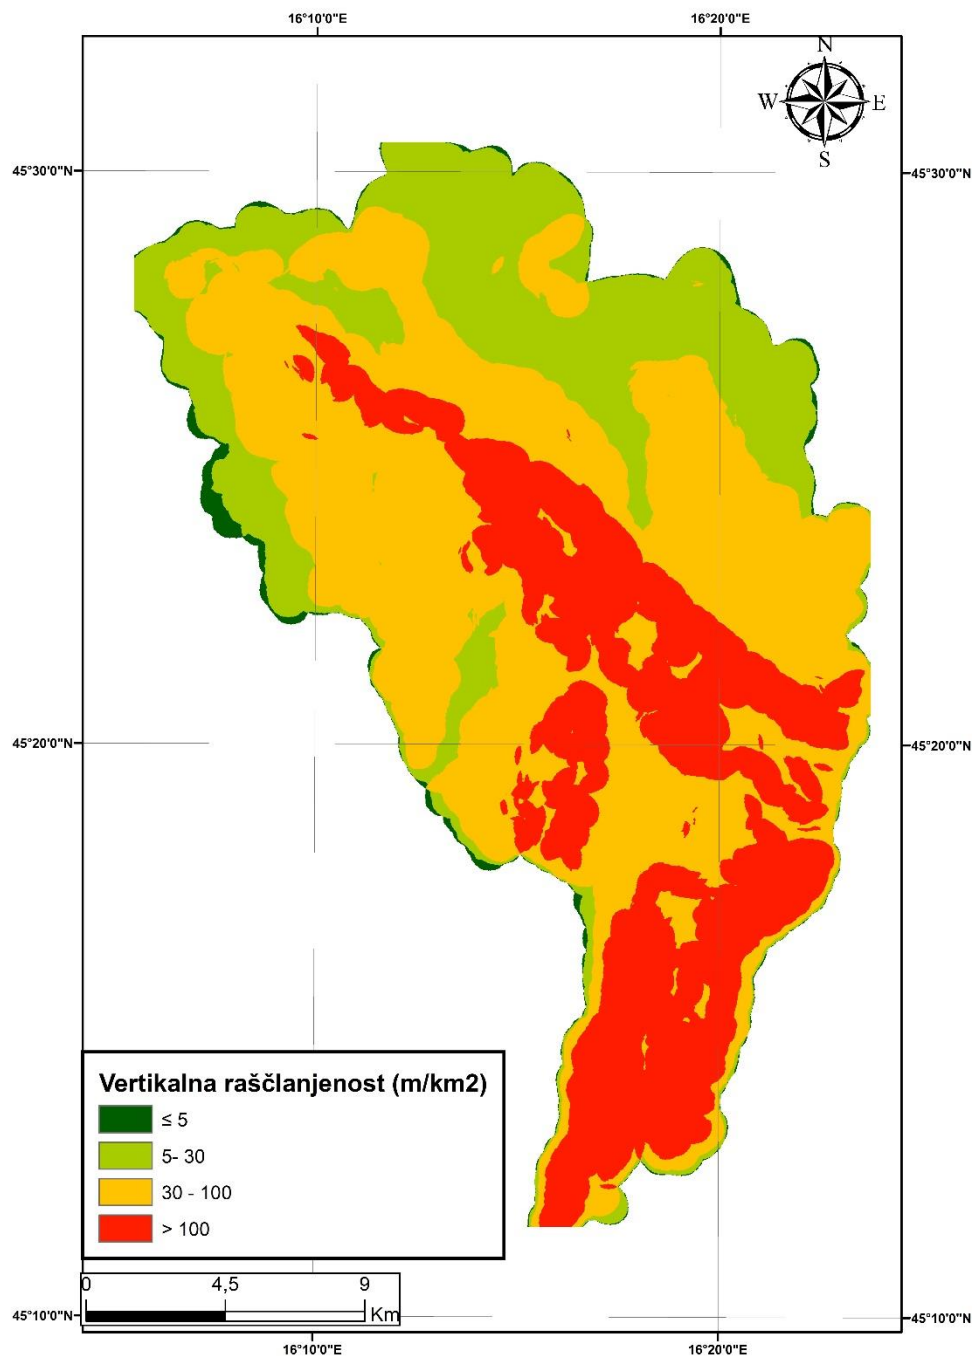 16°10'0"E 16°20'0"E
N
W E
S
45°30'0"N 45°30'0"N
45°20'0"N 45°20'0"N
Vertikalna raščlanjenost (m/km2)
≤ 5
5- 30
30 - 100
> 100
0 4,5 9
Km
45°10'0"N 45°10'0"N
16°10'0"E 16°20'0"E